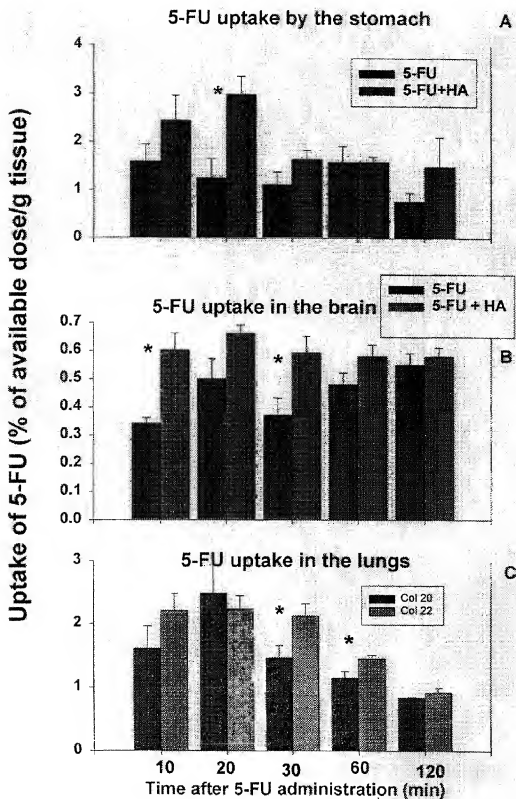 5-FU uptake by the stomach
A
4
3
2
1
0
*
5-FU
5-FU+HA
Uptake of 5-FU (% of available dose/g tissue)
5-FU uptake in the brain
B
5-FU
5-FU + HA
0.7
0.6
0.5
0.4
0.3
0.2
0.1
0.0
*
*
5-FU uptake in the lungs
C
3
2
1
0
*
*
Col 20
Col 22
10 20 30 60 120
Time after 5-FU administration (min)